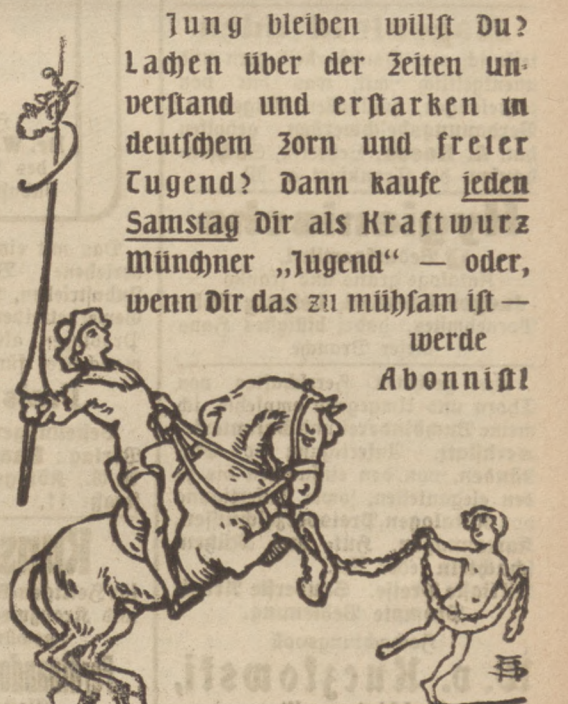 Jung bleiben willst Du?
Lachen über der Zeiten un-
verstand und erstarken in
deutschem Zorn und freier
Tugend? Dann kaufe jeden
Samstag Dir als Kraftwurz
Münchner „Jugend“ — oder,
wenn Dir das zu mühsam ist —
werde
Abonnist!